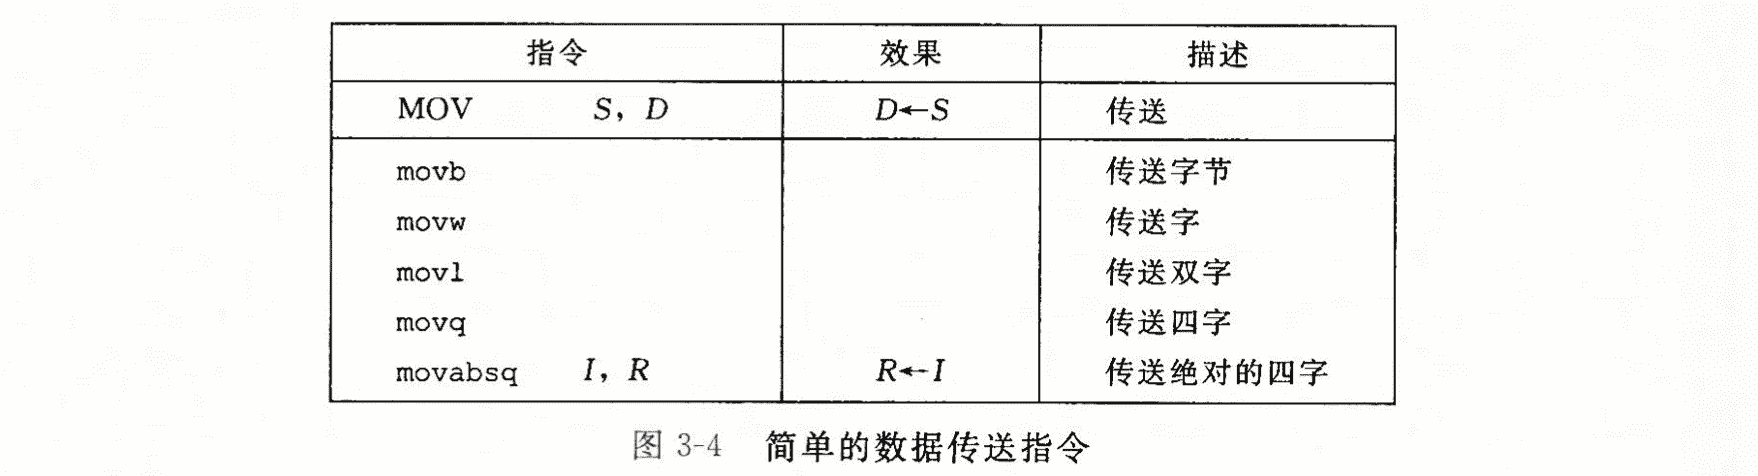 指令 效果 描述
MOV S, D D←S 传送
movb 传送字节
movw 传送字
movl 传送双字
movq 传送四字
movabsq I, R R←I 传送绝对的四字
图 3-4 简单的数据传送指令